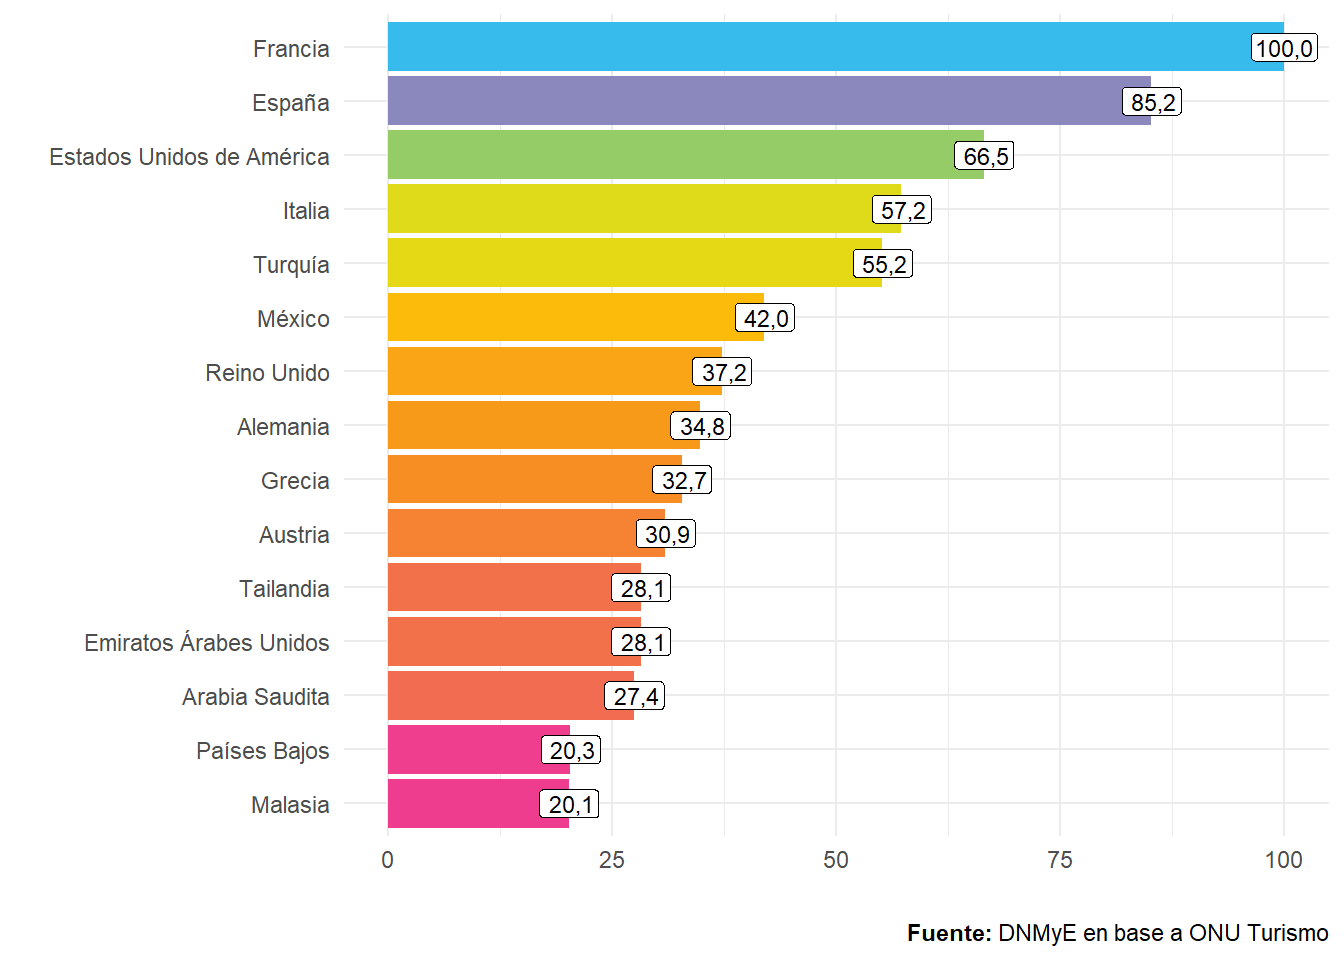 Francia 100,0
España 85,2
Estados Unidos de América 66,5
Italia 57,2
Turquía 55,2
México 42,0
Reino Unido 37,2
Alemania 34,8
Grecia 32,7
Austria 30,9
Tailandia 28,1
Emiratos Árabes Unidos 28,1
Arabia Saudita 27,4
Países Bajos 20,3
Malasia 20,1
0 25 50 75 100
Fuente: DNMyE en base a ONU Turismo